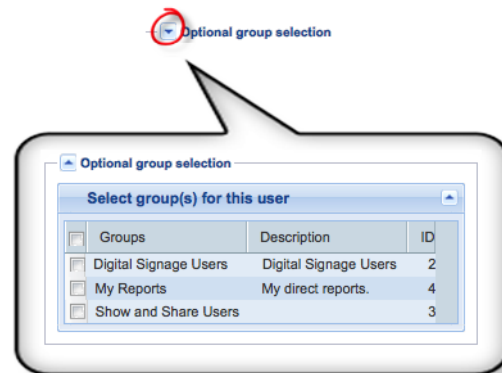 Optional group selection
Optional group selection
Select group(s) for this user
Groups Description ID
Digital Signage Users Digital Signage Users 2
My Reports My direct reports. 4
Show and Share Users 3